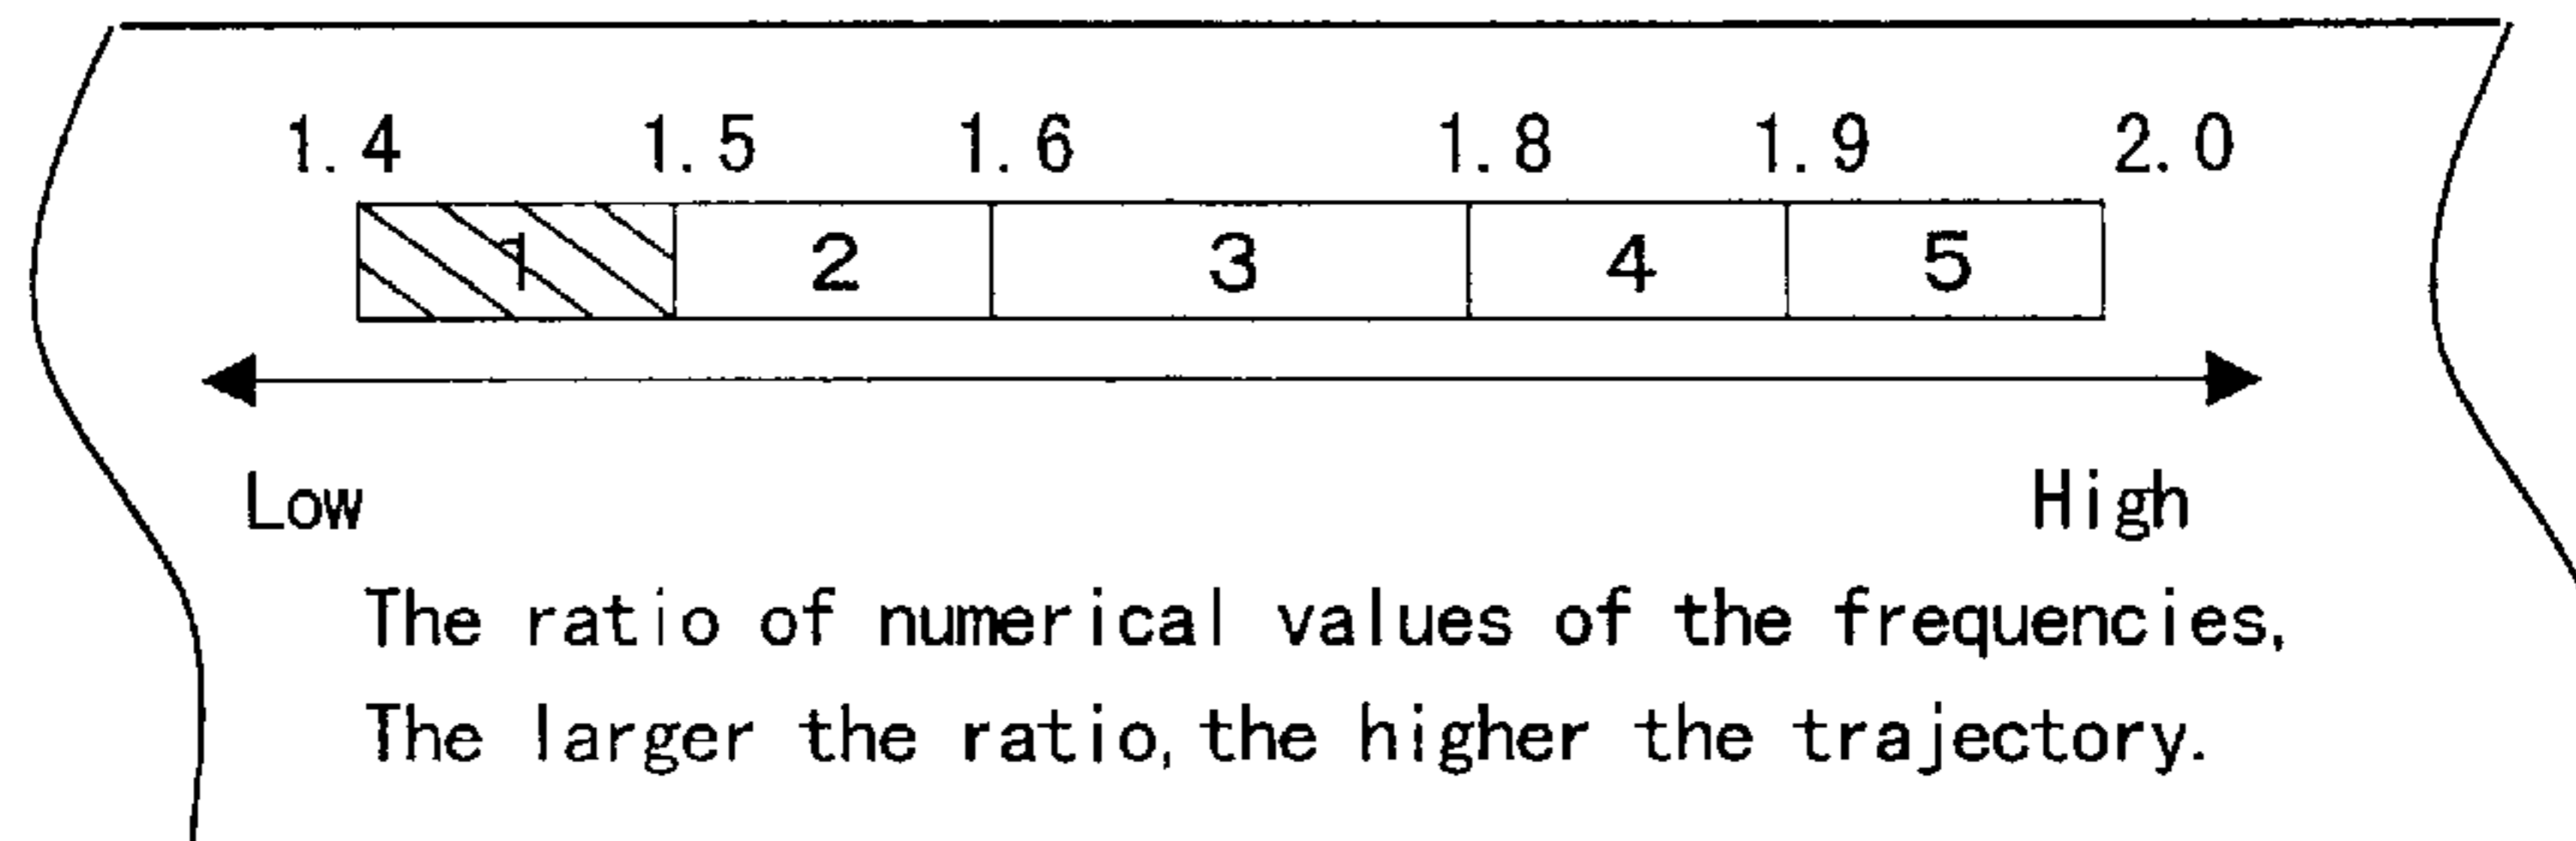 1.4 1.5 1.6 1.8 1.9 2.0
1 2 3 4 5
Low High
The ratio of numerical values of the frequencies,
The larger the ratio, the higher the trajectory.